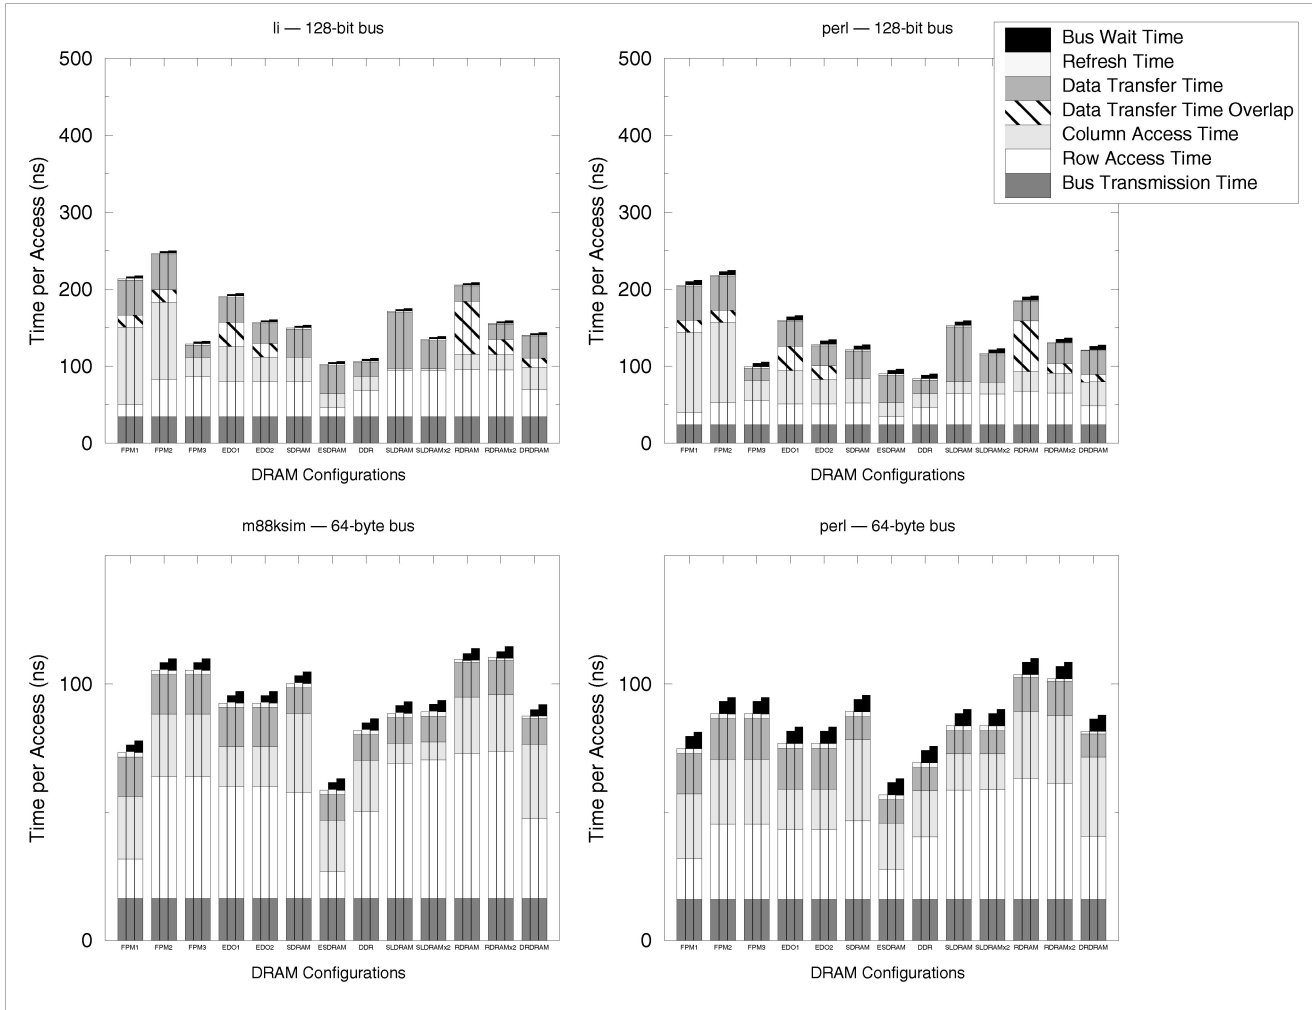 li — 128-bit bus
500
400
300
200
100
0
Time per Access (ns)
FPM1 FPM2 FPM3 EDO1 EDO2 SDRAM ESDRAM DDR SLDRAM SLDRAMx2 RDRAM RDRAMx2 DRDRAM
DRAM Configurations
perl — 128-bit bus
500
400
300
200
100
0
Time per Access (ns)
FPM1 FPM2 FPM3 EDO1 EDO2 SDRAM ESDRAM DDR SLDRAM SLDRAMx2 RDRAM RDRAMx2 DRDRAM
DRAM Configurations
Bus Wait Time
Refresh Time
Data Transfer Time
Data Transfer Time Overlap
Column Access Time
Row Access Time
Bus Transmission Time
m88ksim — 64-byte bus
100
0
Time per Access (ns)
FPM1 FPM2 FPM3 EDO1 EDO2 SDRAM ESDRAM DDR SLDRAM SLDRAMx2 RDRAM RDRAMx2 DRDRAM
DRAM Configurations
perl — 64-byte bus
100
0
Time per Access (ns)
FPM1 FPM2 FPM3 EDO1 EDO2 SDRAM ESDRAM DDR SLDRAM SLDRAMx2 RDRAM RDRAMx2 DRDRAM
DRAM Configurations